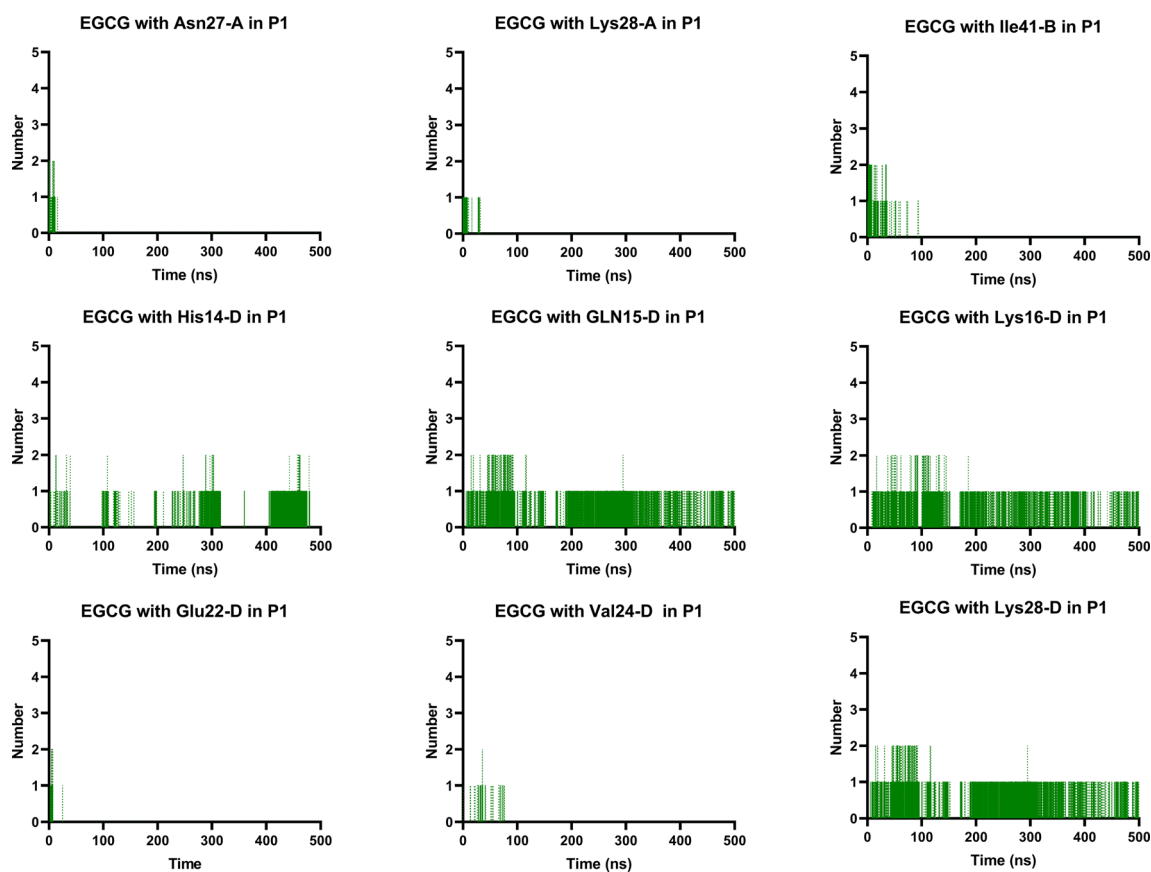 EGCG with Asn27-A in P1
5
4
3
2
1
0
Number
0 100 200 300 400 500
Time (ns)
EGCG with Lys28-A in P1
5
4
3
2
1
0
Number
0 100 200 300 400 500
Time (ns)
EGCG with Ile41-B in P1
5
4
3
2
1
0
Number
0 100 200 300 400 500
Time (ns)
EGCG with His14-D in P1
5
4
3
2
1
0
Number
0 100 200 300 400 500
Time (ns)
EGCG with GLN15-D in P1
5
4
3
2
1
0
Number
0 100 200 300 400 500
Time (ns)
EGCG with Lys16-D in P1
5
4
3
2
1
0
Number
0 100 200 300 400 500
Time (ns)
EGCG with Glu22-D in P1
5
4
3
2
1
0
Number
0 100 200 300 400 500
Time
EGCG with Val24-D in P1
5
4
3
2
1
0
Number
0 100 200 300 400 500
Time (ns)
EGCG with Lys28-D in P1
5
4
3
2
1
0
Number
0 100 200 300 400 500
Time (ns)